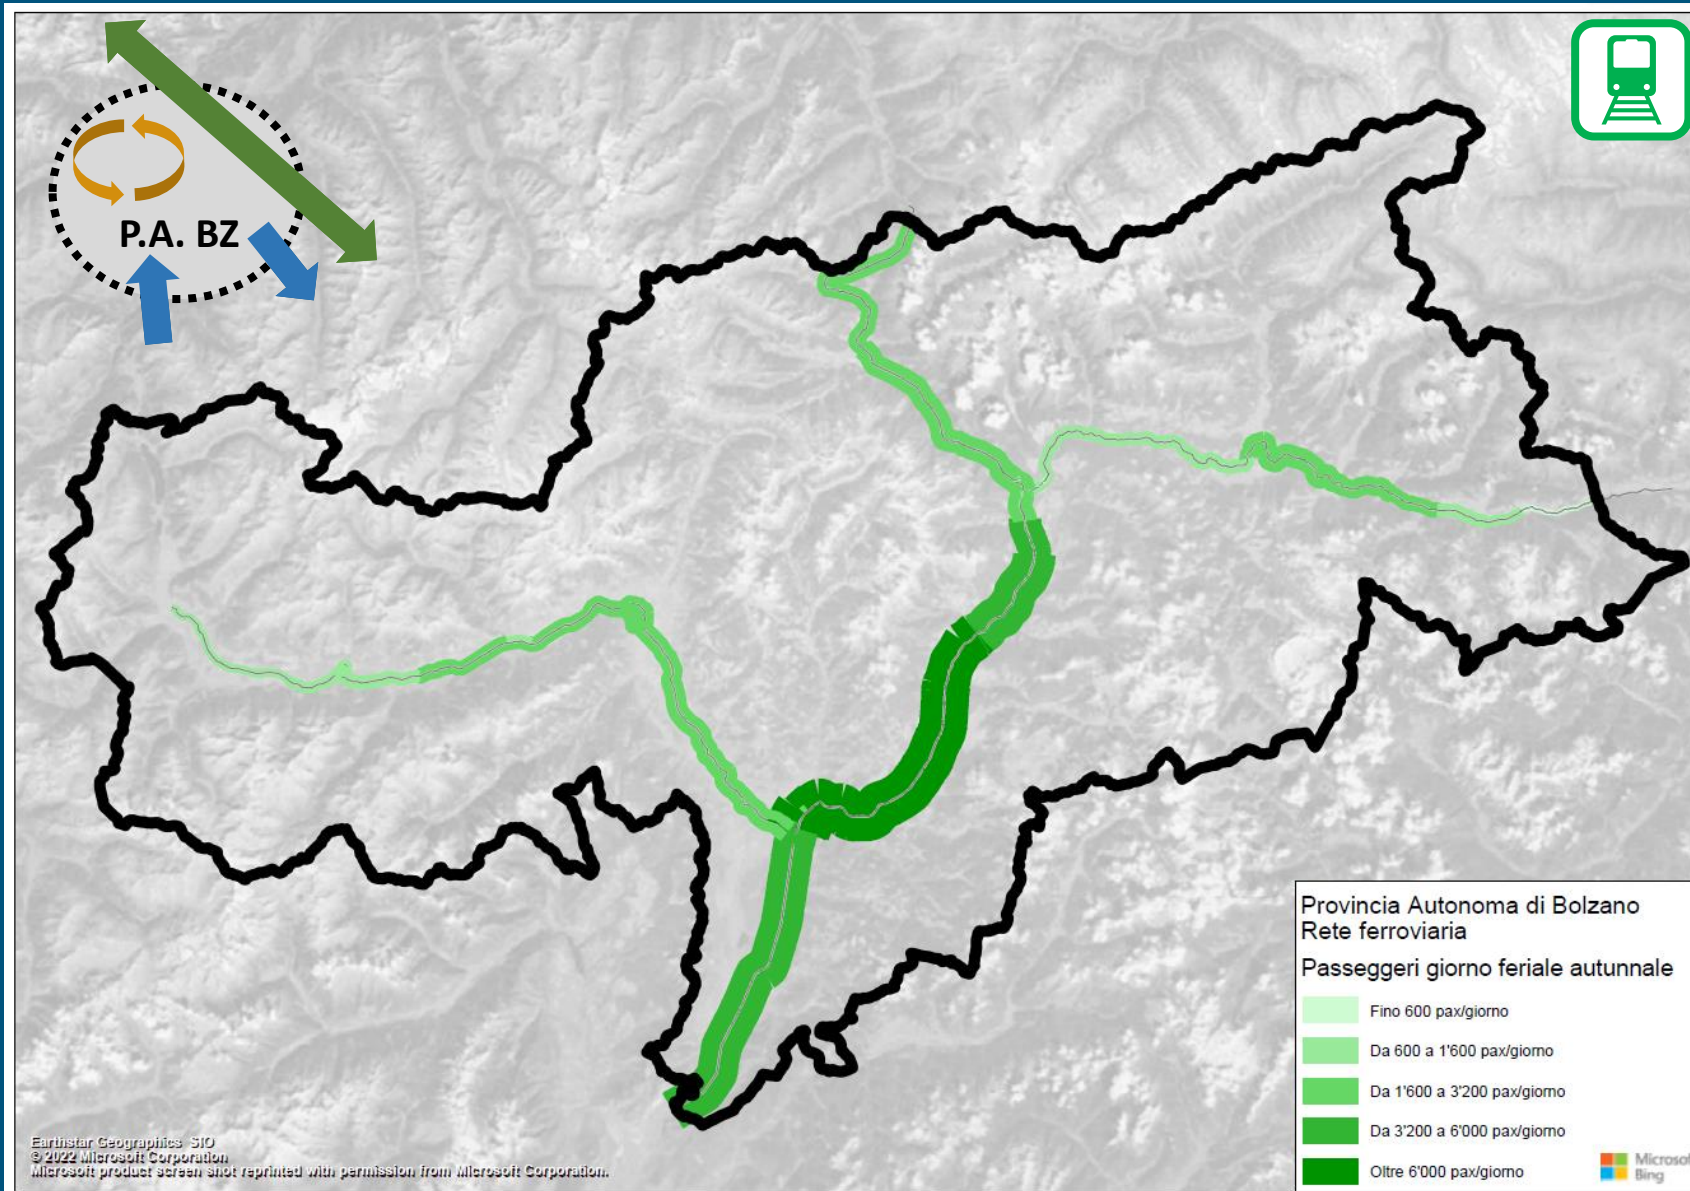 P.A. BZ
Provincia Autonoma di Bolzano
Rete ferroviaria
Passeggeri giorno feriale autunnale
Fino 600 pax/giorno
Da 600 a 1'600 pax/giorno
Da 1'600 a 3'200 pax/giorno
Da 3'200 a 6'000 pax/giorno
Oltre 6'000 pax/giorno
Microsof
Bing
Earthstar Geographics SIO
© 2022 Microsoft Corporation
Microsoft product screen shot reprinted with permission from Microsoft Corporation.